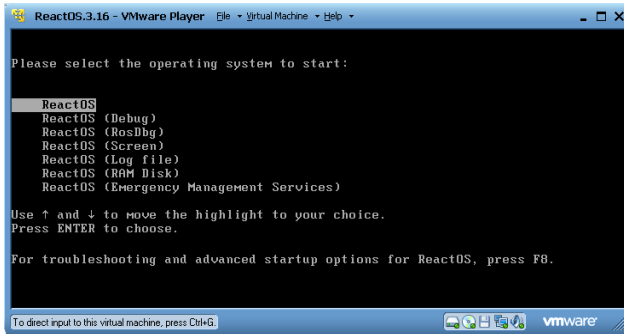 ReactOS.3.16 - VMware Player File Virtual Machine Help
Please select the operating system to start:
ReactOS
ReactOS (Debug)
ReactOS (RosDbg)
ReactOS (Screen)
ReactOS (Log file)
ReactOS (RAM Disk)
ReactOS (Emergency Management Services)
Use ↑ and ↓ to move the highlight to your choice.
Press ENTER to choose.
For troubleshooting and advanced startup options for ReactOS, press F8.
To direct input to this virtual machine, press Ctrl+G. vmware